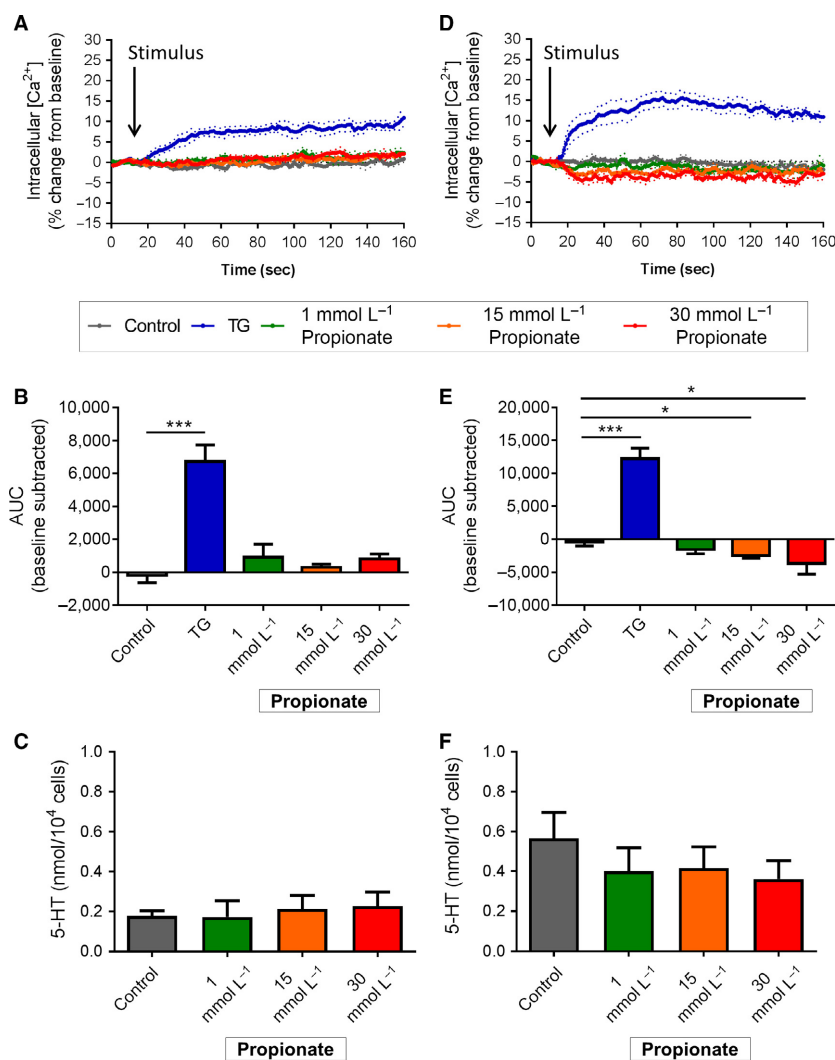 A
Intracellular [Ca²⁺]
(% change from baseline)
30
25
20
15
10
5
0
−5
−10
−15
Stimulus
0 20 40 60 80 100 120 140 160
Time (sec)
D
Intracellular [Ca²⁺]
(% change from baseline)
30
25
20
15
10
5
0
−5
−10
−15
Stimulus
0 20 40 60 80 100 120 140 160
Time (sec)
Control TG 1 mmol L⁻¹ Propionate 15 mmol L⁻¹ Propionate 30 mmol L⁻¹ Propionate
B
AUC
(baseline subtracted)
10,000
8,000
6,000
4,000
2,000
0
−2,000
***
Control TG 1 mmol L⁻¹ 15 mmol L⁻¹ 30 mmol L⁻¹
Propionate
E
AUC
(baseline subtracted)
20,000
15,000
10,000
5,000
0
−5,000
−10,000
*
*
***
Control TG 1 mmol L⁻¹ 15 mmol L⁻¹ 30 mmol L⁻¹
Propionate
C
5-HT (nmol/10⁴ cells)
1.0
0.8
0.6
0.4
0.2
0.0
Control 1 mmol L⁻¹ 15 mmol L⁻¹ 30 mmol L⁻¹
Propionate
F
5-HT (nmol/10⁴ cells)
1.0
0.8
0.6
0.4
0.2
0.0
Control 1 mmol L⁻¹ 15 mmol L⁻¹ 30 mmol L⁻¹
Propionate